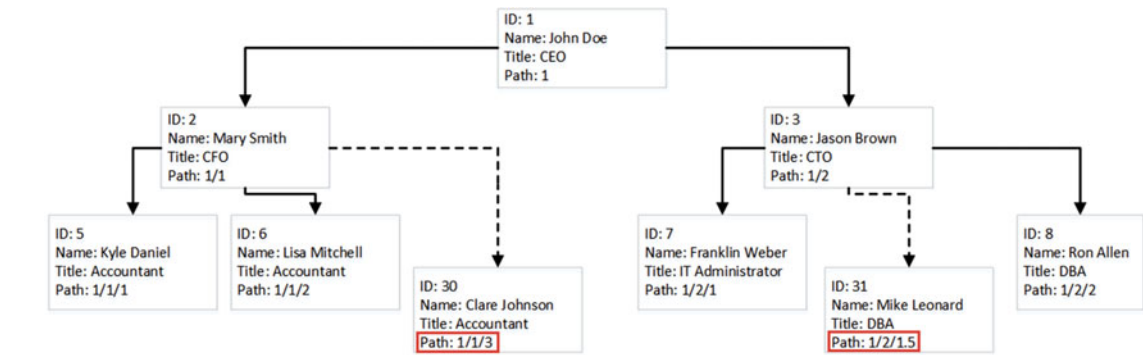 ID: 1
Name: John Doe
Title: CEO
Path: 1
ID: 2
Name: Mary Smith
Title: CFO
Path: 1/1
ID: 3
Name: Jason Brown
Title: CTO
Path: 1/2
ID: 5
Name: Kyle Daniel
Title: Accountant
Path: 1/1/1
ID: 6
Name: Lisa Mitchell
Title: Accountant
Path: 1/1/2
ID: 30
Name: Clare Johnson
Title: Accountant
Path: 1/1/3
ID: 7
Name: Franklin Weber
Title: IT Administrator
Path: 1/2/1
ID: 31
Name: Mike Leonard
Title: DBA
Path: 1/2/1.5
ID: 8
Name: Ron Allen
Title: DBA
Path: 1/2/2